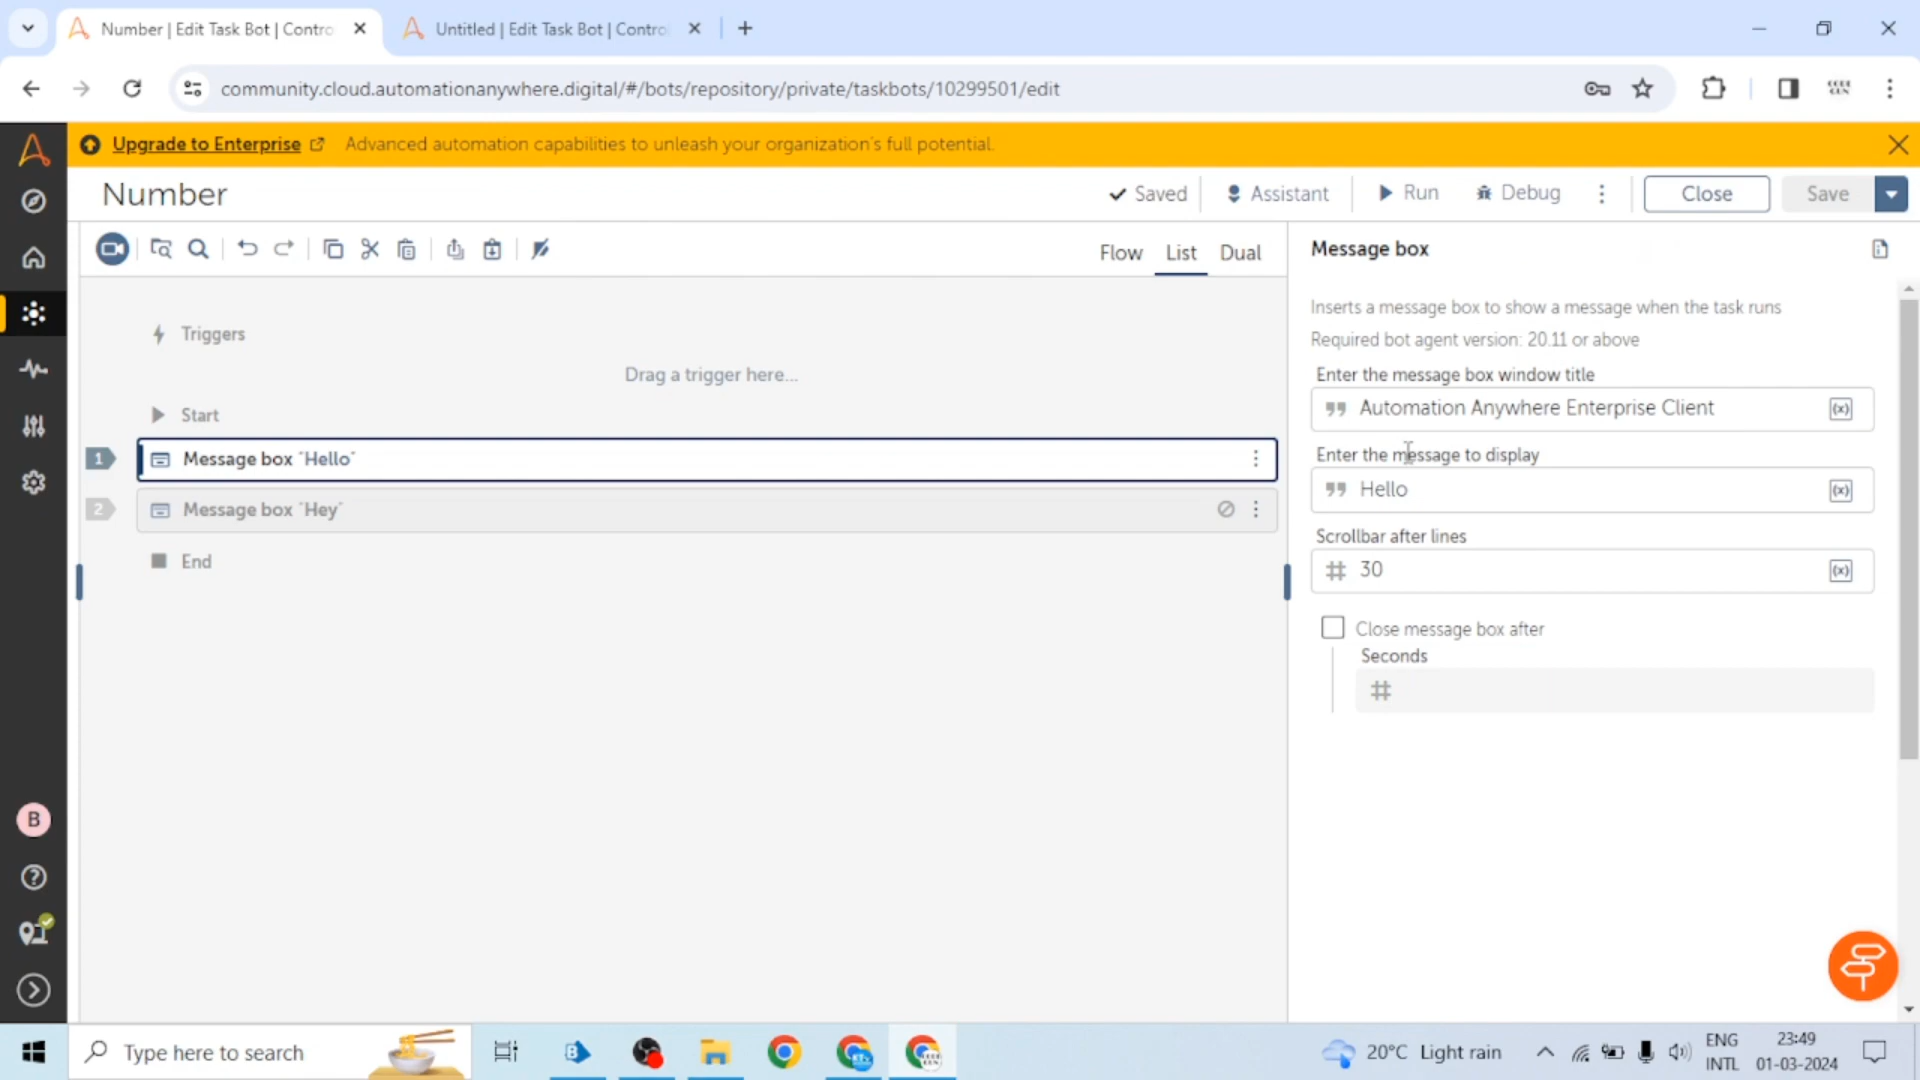 Number | Edit Task Bot | Contro
Untitled | Edit Task Bot | Contro
community.cloud.automationanywhere.digital/#/bots/repository/private/taskbots/10299501/edit
Upgrade to Enterprise
Advanced automation capabilities to unleash your organization's full potential.
Number
Saved
Assistant
Run
Debug
Close
Save
Flow
List
Dual
Triggers
Drag a trigger here...
Start
1
Message box "Hello"
2
Message box "Hey"
End
Message box
Inserts a message box to show a message when the task runs
Required bot agent version: 20.11 or above
Enter the message box window title
Automation Anywhere Enterprise Client
(x)
Enter the message to display
Hello
(x)
Scrollbar after lines
# 30
(x)
Close message box after
Seconds
#
B
Type here to search
20°C Light rain
ENG
INTL
23:49
01-03-2024